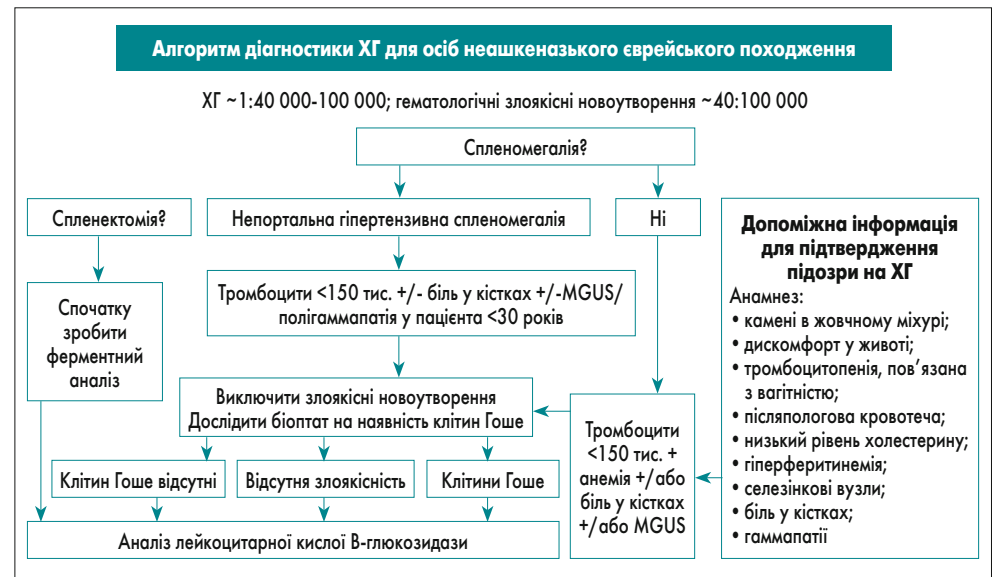 Алгоритм діагностики ХГ для осіб неашкеназького єврейського походження
ХГ ~1:40 000-100 000; гематологічні злоякісні новоутворення ~40:100 000
Спленомегалія?
Спленектомія?
Непортальна гіпертензивна спленомегалія
Ні
Спочатку
зробити
ферментний
аналіз
Тромбоцити <150 тис. +/- біль у кістках +/-MGUS/
полігаммапатія у пацієнта <30 років
Виключити злоякісні новоутворення
Дослідити біоптат на наявність клітин Гоше
Клітин Гоше відсутні
Відсутня злоякісність
Клітини Гоше
Аналіз лейкоцитарної кислої В-глюкозидази
Тромбоцити
<150 тис. +
анемія +/або
біль у кістках
+/або MGUS
Допоміжна інформація
для підтвердження
підозри на ХГ
Анамнез:
• камені в жовчному міхурі;
• дискомфорт у животі;
• тромбоцитопенія, пов’язана
з вагітністю;
• післяпологова кровотеча;
• низький рівень холестерину;
• гіперферитинемія;
• селезінкові вузли;
• біль у кістках;
• гаммапатії